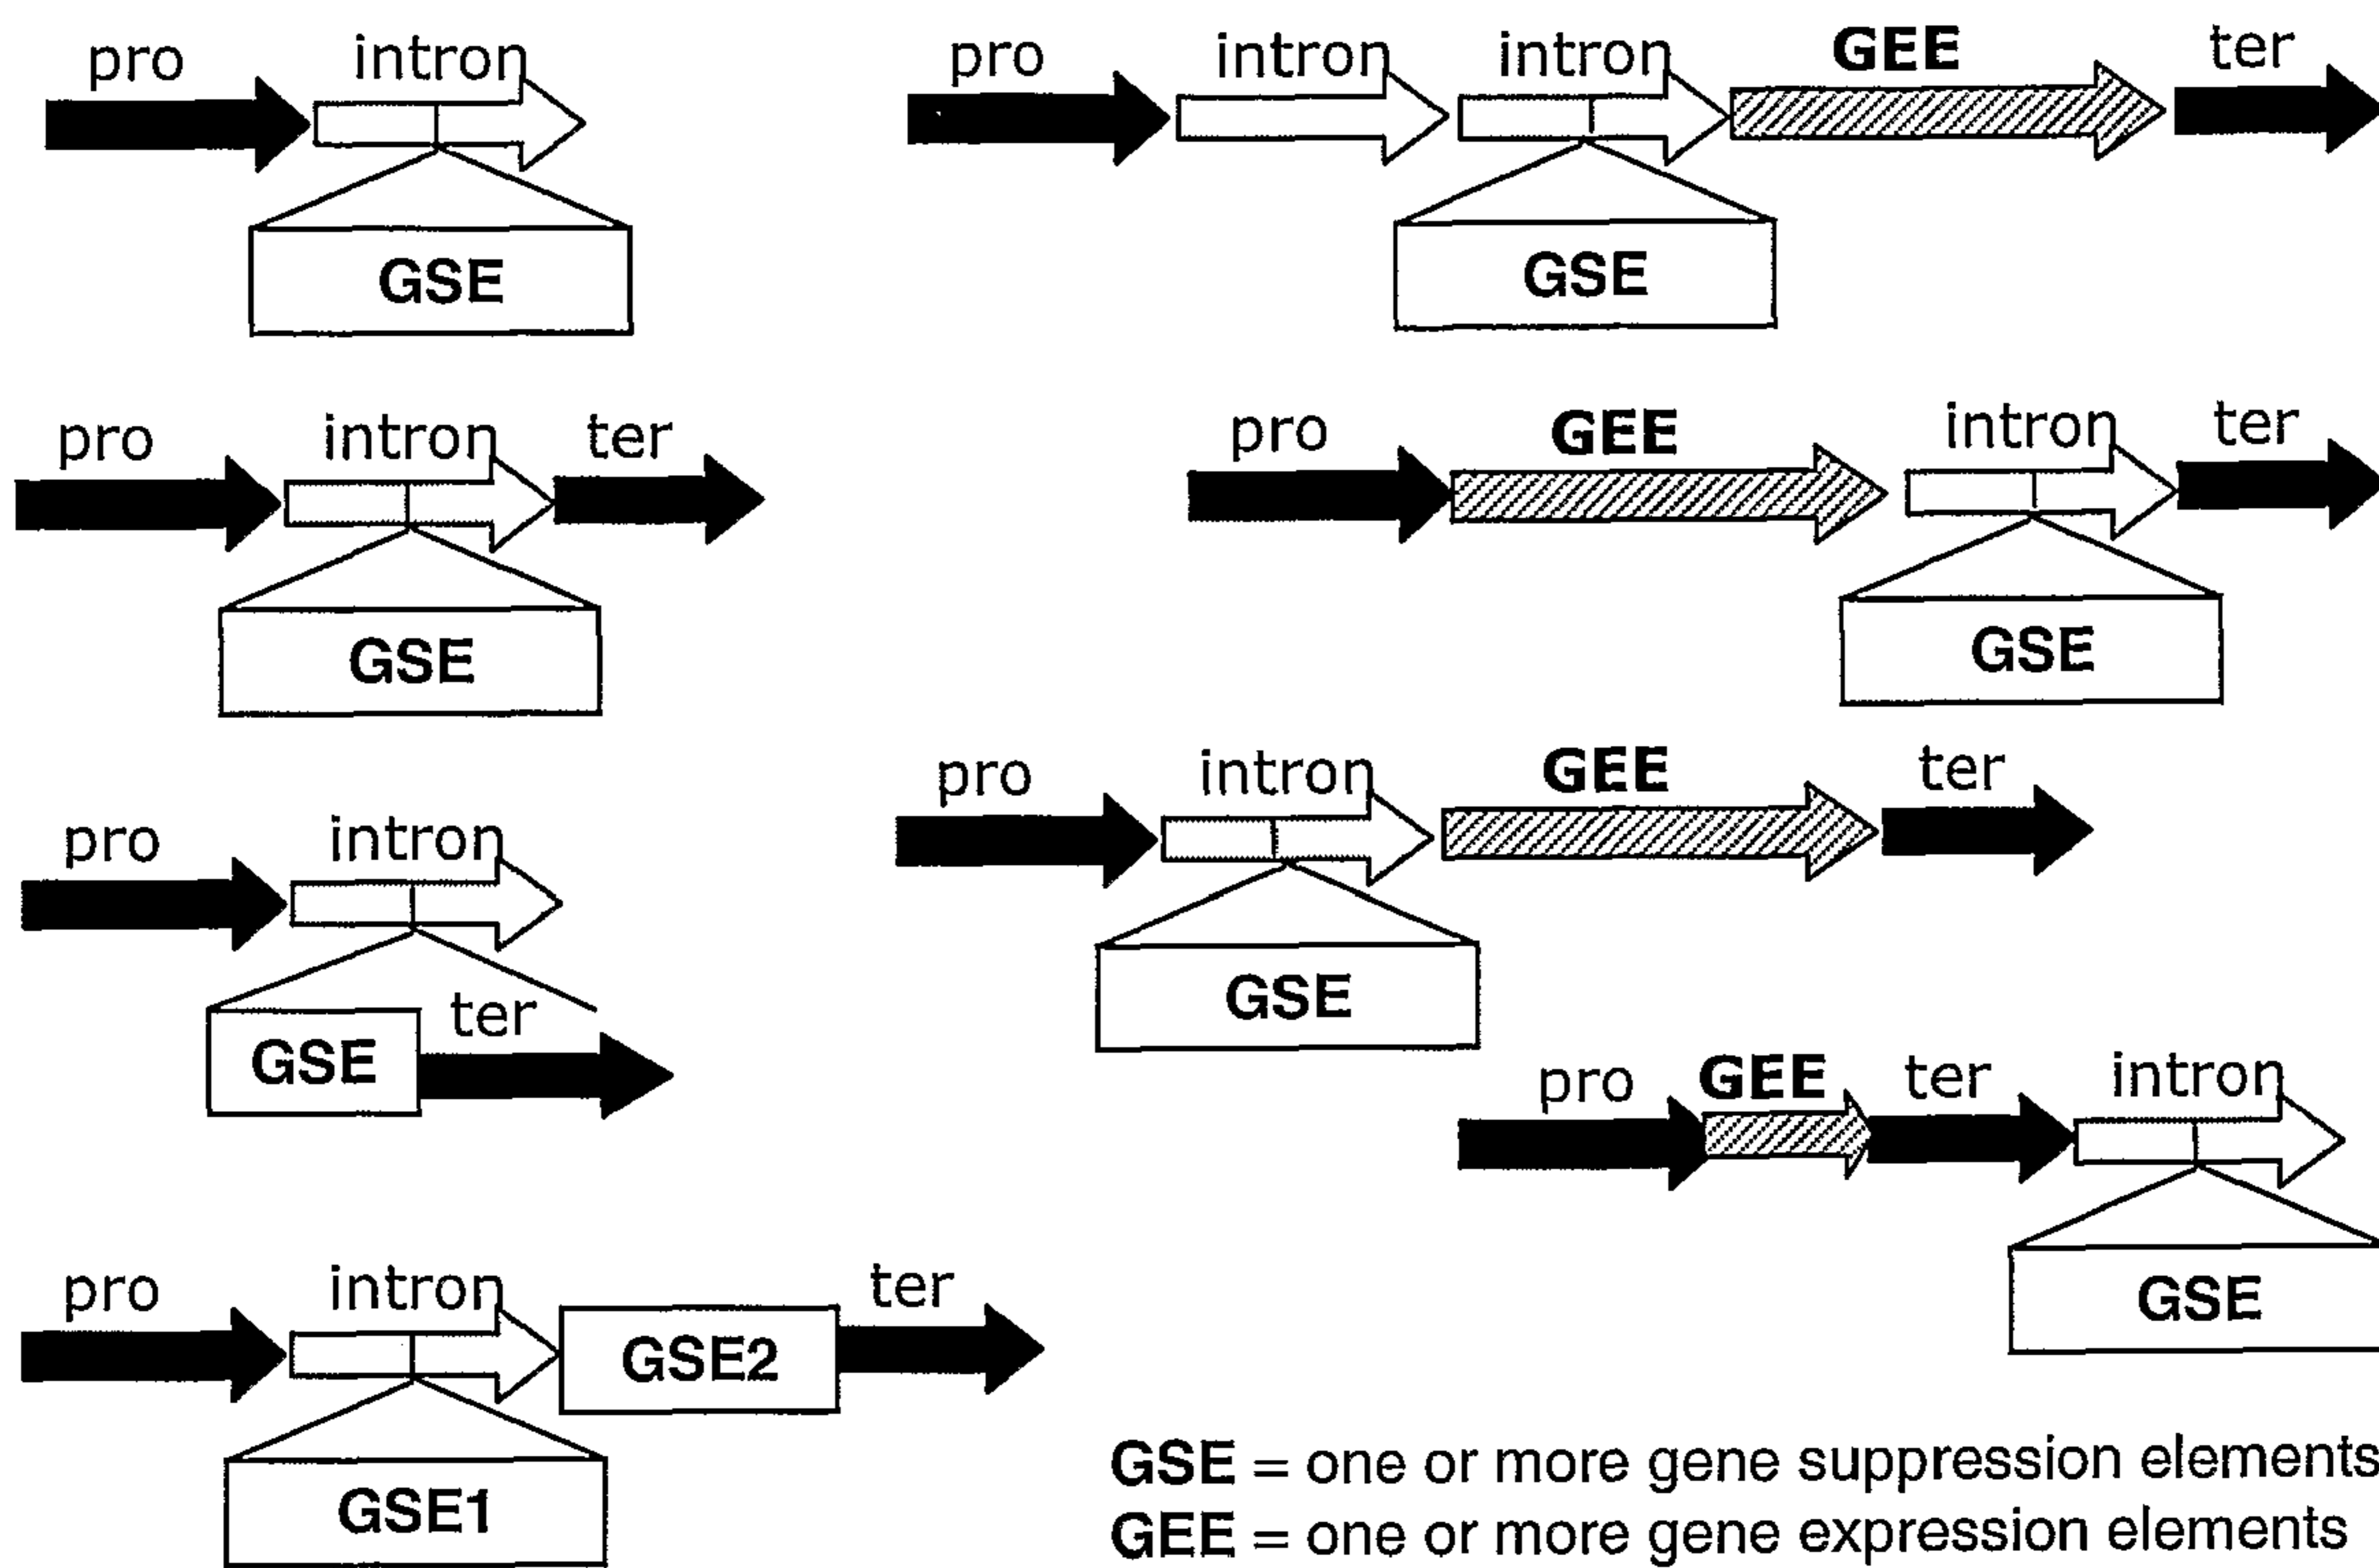 pro intron
GSE
pro intron intron GEE ter
GSE
pro intron ter
GSE
pro GEE intron ter
GSE
pro intron GEE ter
GSE
pro intron
GSE ter
pro GEE ter intron
GSE
pro intron GSE2 ter
GSE1
GSE = one or more gene suppression elements
GEE = one or more gene expression elements